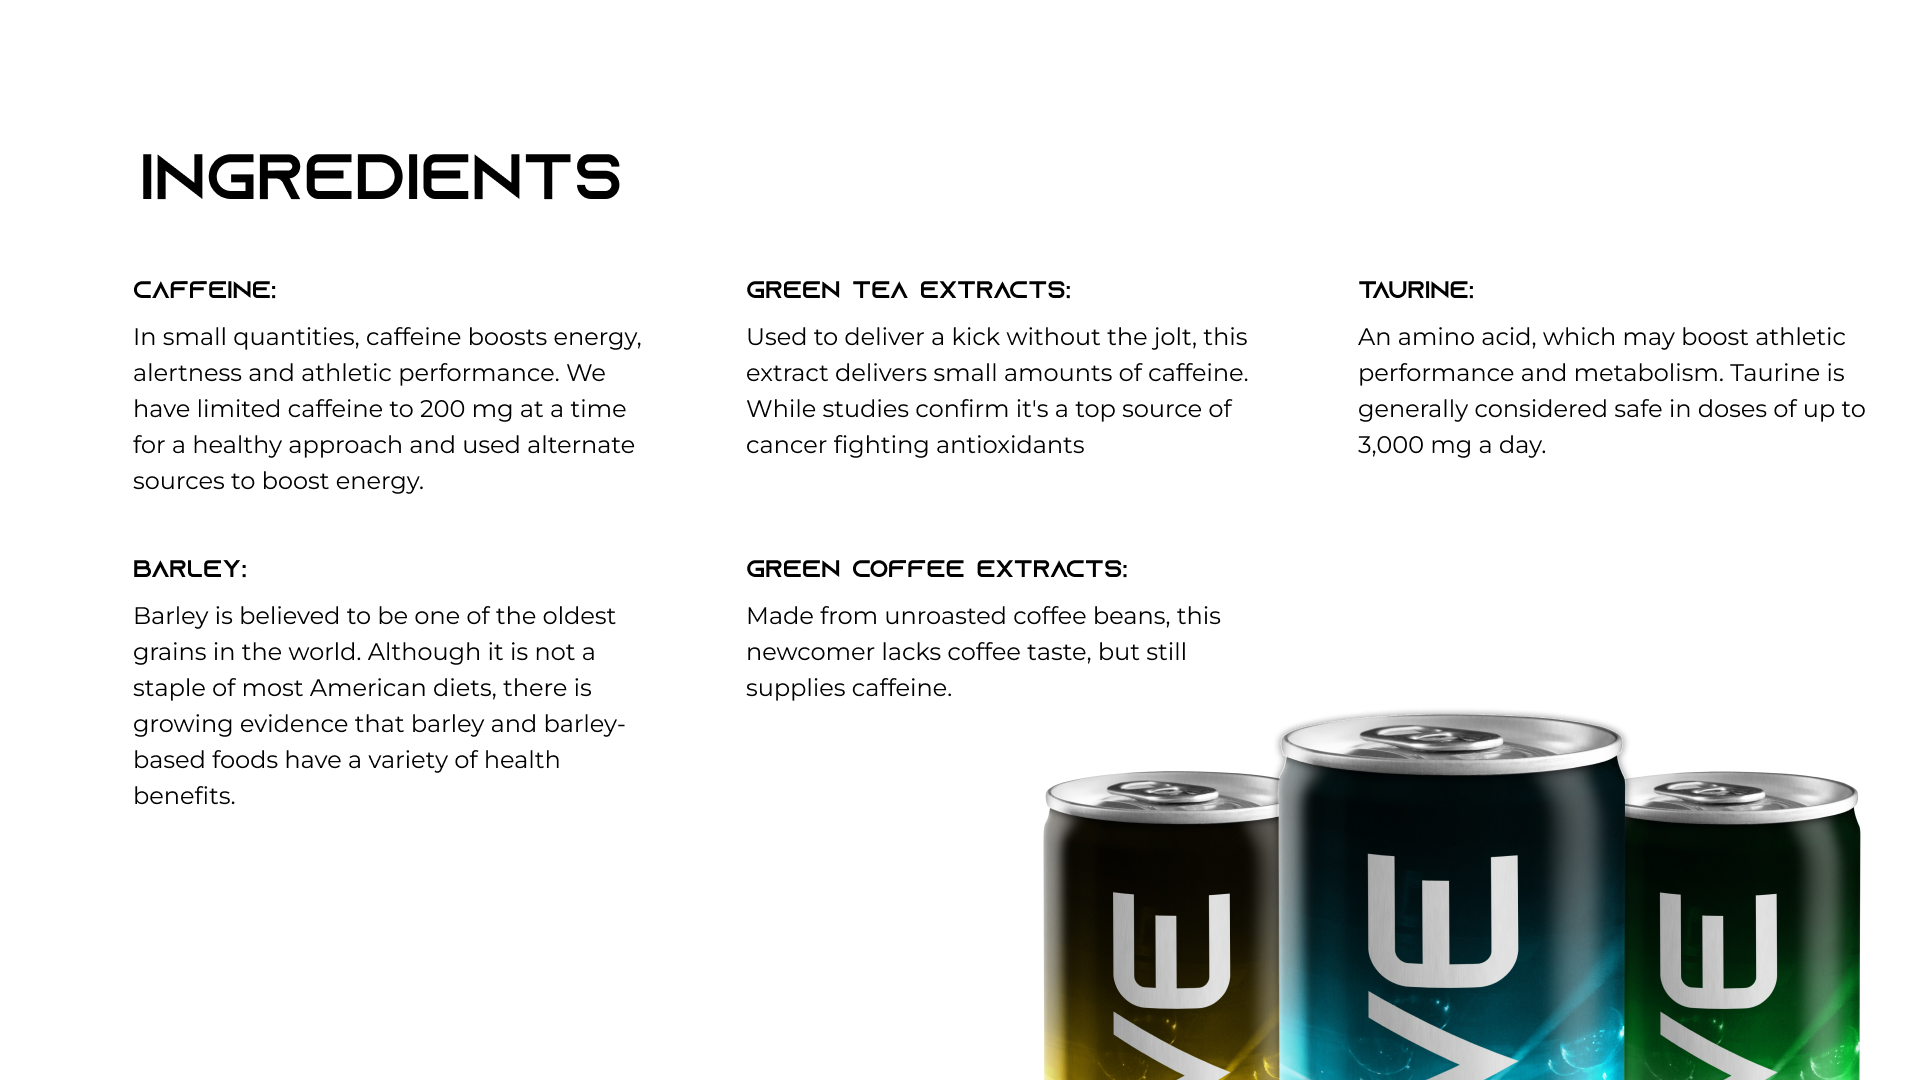 INGREDIENTS
CAFFEINE:
In small quantities, caffeine boosts energy,
alertness and athletic performance. We
have limited caffeine to 200 mg at a time
for a healthy approach and used alternate
sources to boost energy.
GREEN TEA EXTRACTS:
Used to deliver a kick without the jolt, this
extract delivers small amounts of caffeine.
While studies confirm it's a top source of
cancer fighting antioxidants
TAURINE:
An amino acid, which may boost athletic
performance and metabolism. Taurine is
generally considered safe in doses of up to
3,000 mg a day.
BARLEY:
Barley is believed to be one of the oldest
grains in the world. Although it is not a
staple of most American diets, there is
growing evidence that barley and barley-
based foods have a variety of health
benefits.
GREEN COFFEE EXTRACTS:
Made from unroasted coffee beans, this
newcomer lacks coffee taste, but still
supplies caffeine.
VE
VE
VE